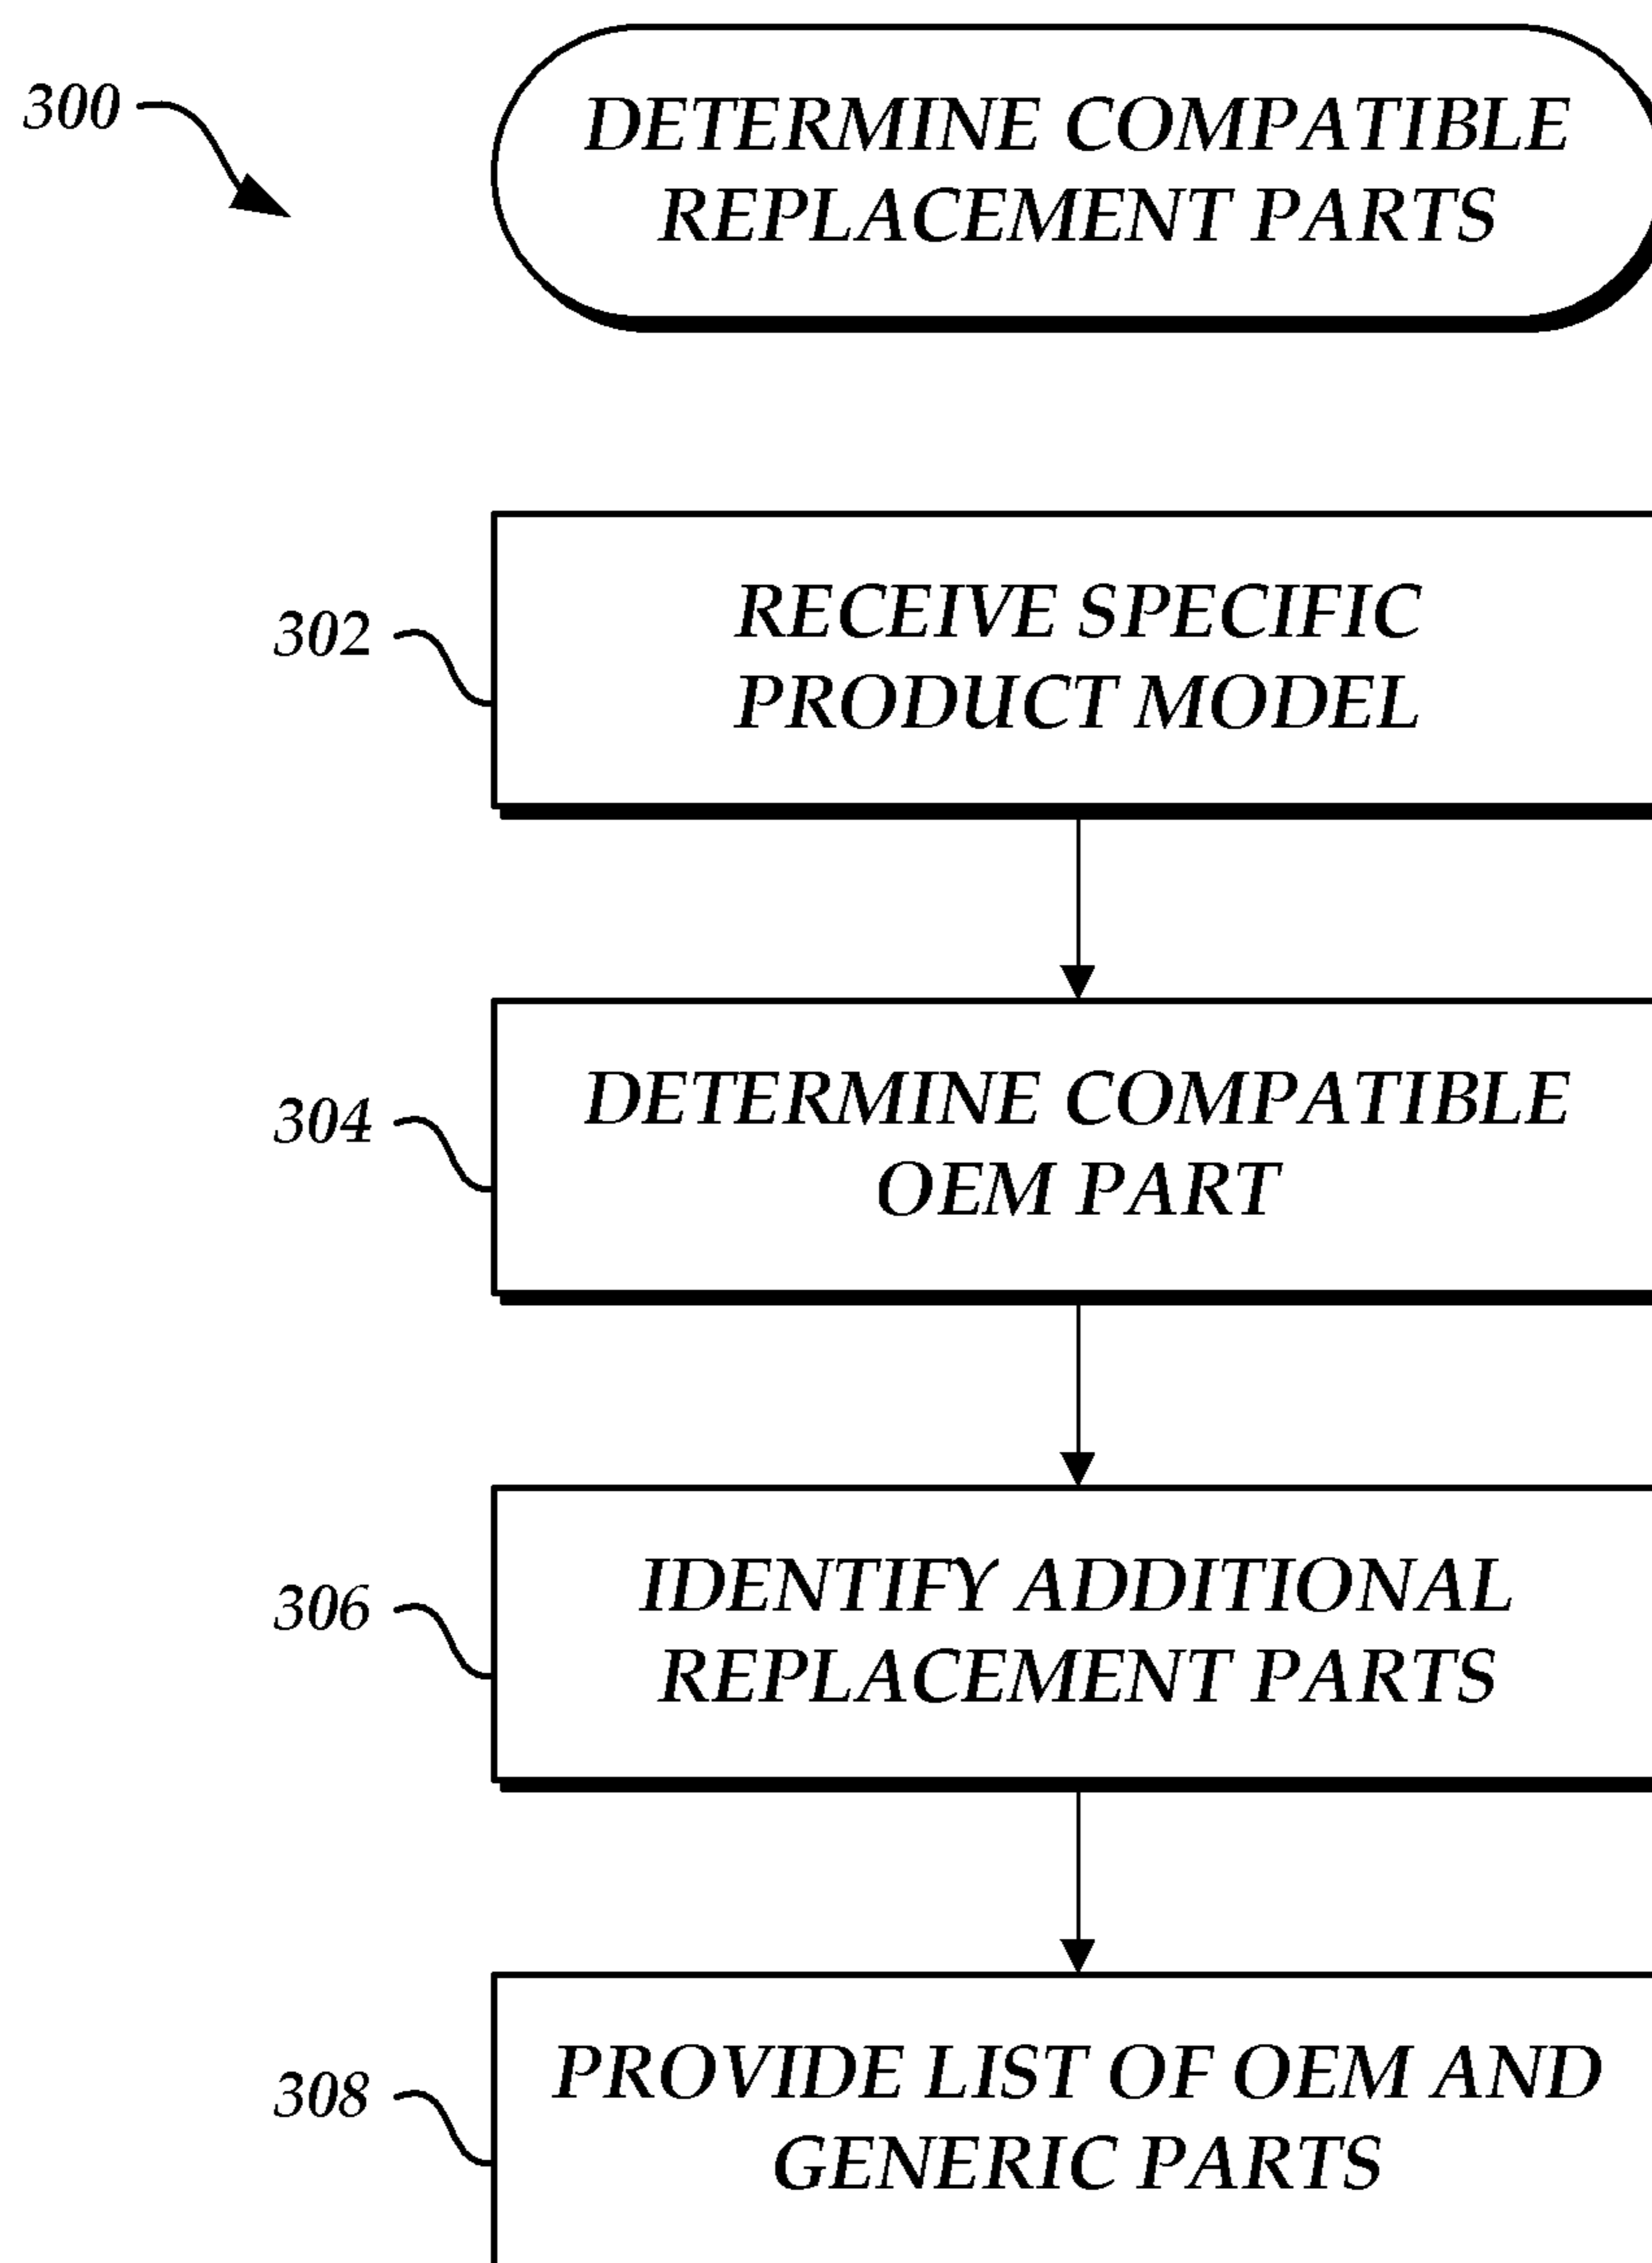 300
DETERMINE COMPATIBLE
REPLACEMENT PARTS
302
RECEIVE SPECIFIC
PRODUCT MODEL
304
DETERMINE COMPATIBLE
OEM PART
306
IDENTIFY ADDITIONAL
REPLACEMENT PARTS
308
PROVIDE LIST OF OEM AND
GENERIC PARTS